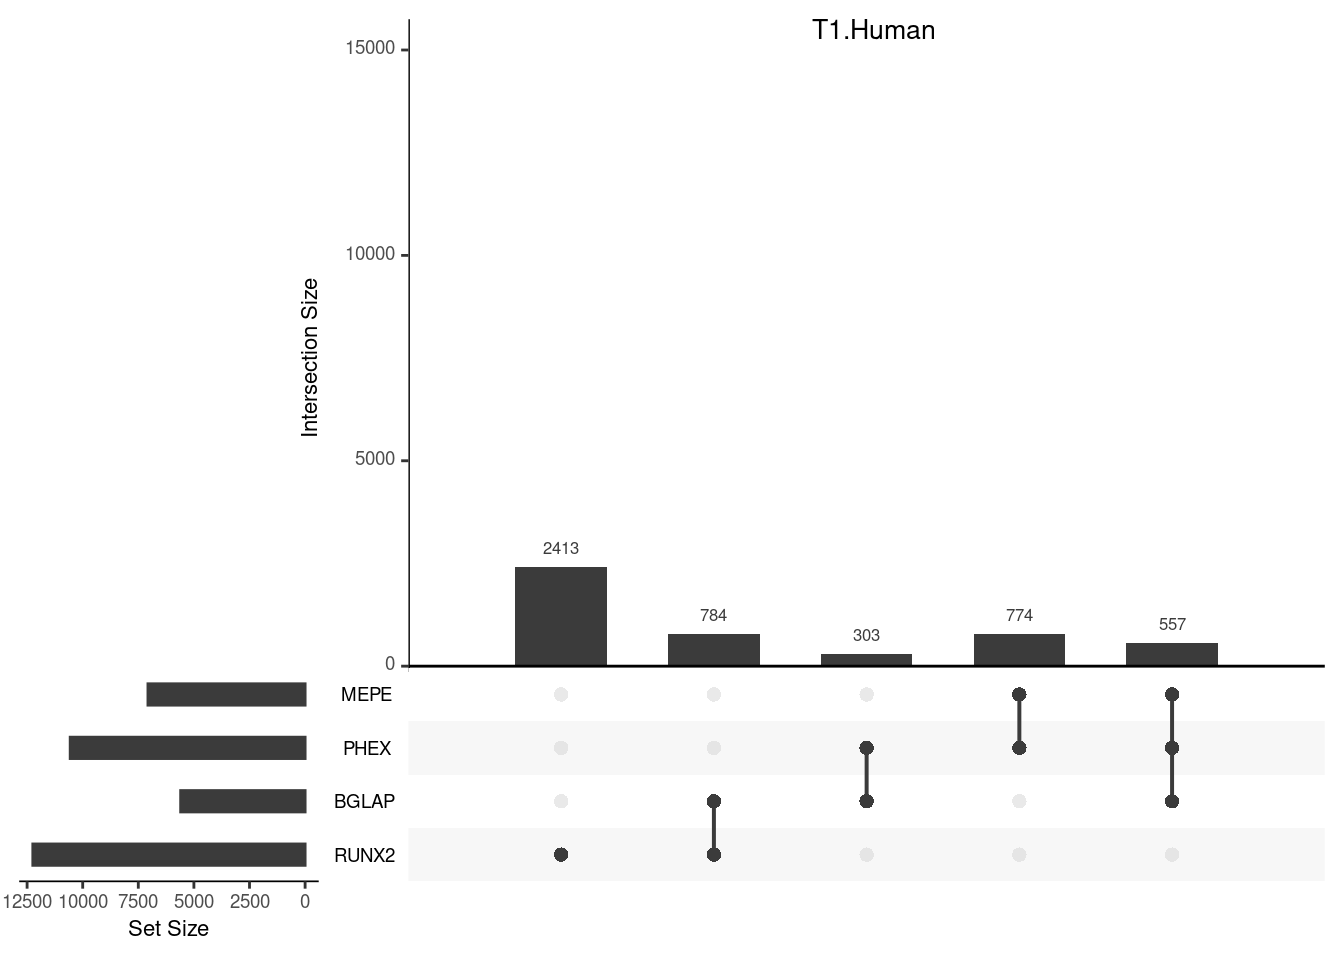 T1.Human
15000
10000
5000
0
Intersection Size
2413
784
303
774
557
MEPE
PHEX
BGLAP
RUNX2
12500 10000 7500 5000 2500 0
Set Size